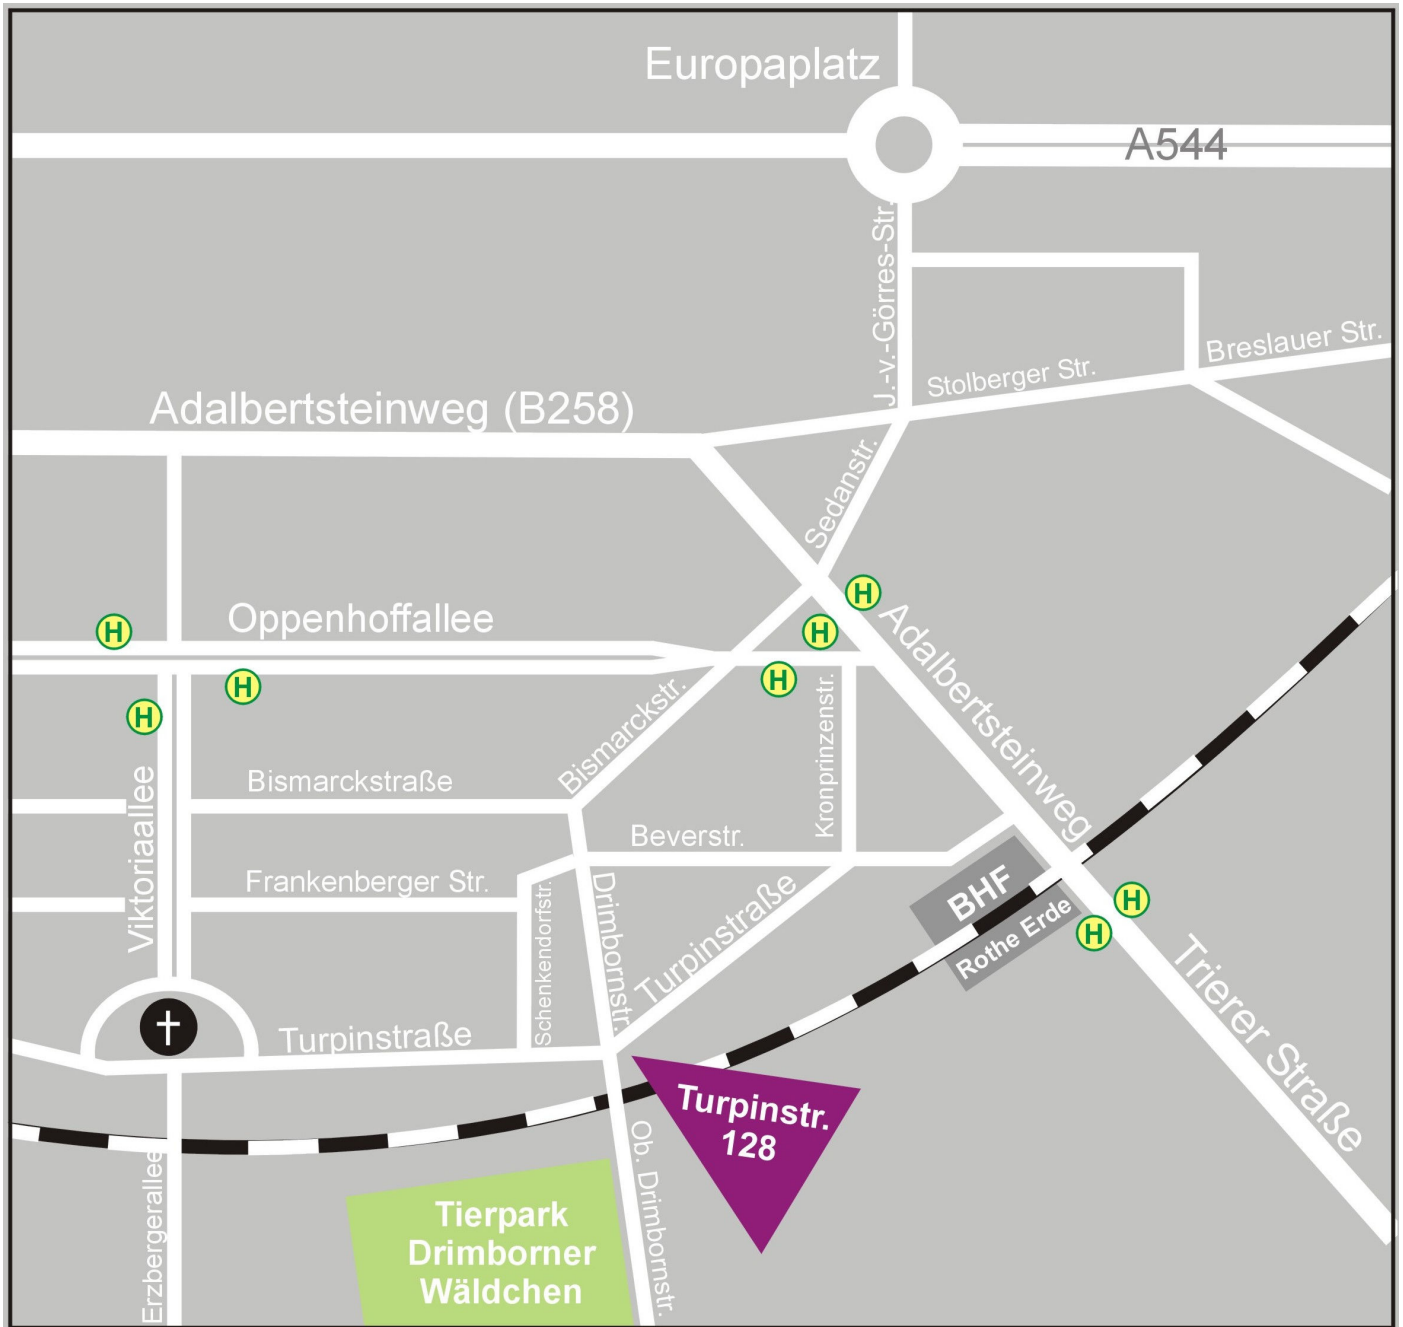 Europaplatz
A544
J.-v.-Görres-Str.
Breslauer Str.
Stolberger Str.
Adalbertsteinweg (B258)
Sedanstr.
H
H
Oppenhoffallee
H
H
H
H
Adalbertsteinweg
Bismarckstr.
Kronprinzenstr.
Bismarckstraße
Viktoriaallee
Beverstr.
Frankenberger Str.
Drimbornstr.
Schenkendorfstr.
Turpinstraße
BHF
Rothe Erde
H
H
Trierer Straße
Turpinstraße
Turpinstr.
128
Ob. Drimbornstr.
Erzbergerallee
Tierpark
Drimborner
Wäldchen